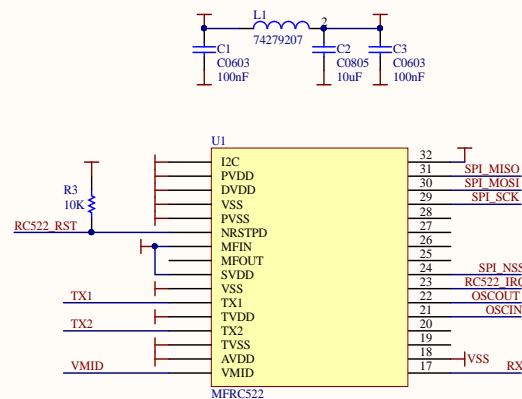 L1
2
74279207
C1
C0603
100nF
C2
C0805
10uF
C3
C0603
100nF
U1
I2C 32
PVDD 31 SPI_MISO
DVDD 30 SPI_MOSI
VSS 29 SPI_SCK
PVSS 28
R3
10K
RC522_RST NRSTPD 27
MFIN 26
MFOUT 25
SVDD 24 SPI_NSS
VSS 23 RC522_IRQ
TX1 TX1 22 OSCOUT
TVDD 21 OSCIN
TX2 TX2 20
TVSS 19
AVDD 18 VSS
VMID VMID 17 RX
MFRC522